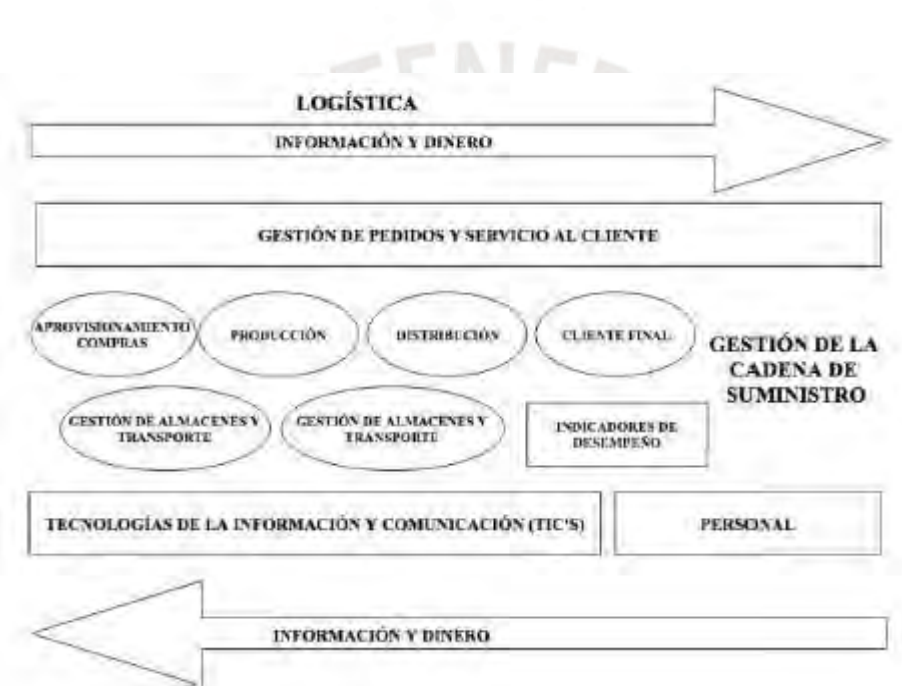 LOGÍSTICA
INFORMACIÓN Y DINERO
GESTIÓN DE PEDIDOS Y SERVICIO AL CLIENTE
APROVISIONAMIENTO
COMPRAS
PRODUCCIÓN
DISTRIBUCIÓN
CLIENTE FINAL
GESTIÓN DE LA
CADENA DE
SUMINISTRO
GESTIÓN DE ALMACENES Y
TRANSPORTE
GESTIÓN DE ALMACENES Y
TRANSPORTE
INDICADORES DE
DESEMPEÑO
TECNOLOGÍAS DE LA INFORMACIÓN Y COMUNICACIÓN (TIC'S)
PERSONAL
INFORMACIÓN Y DINERO